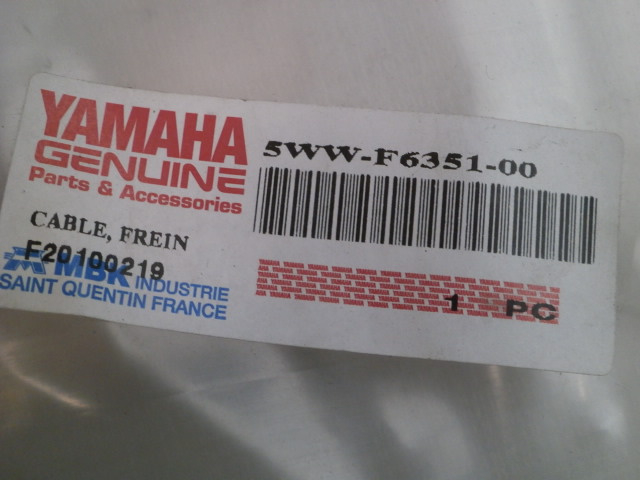 YAMAHA
GENUINE
Parts & Accessories
5WW-F6351-00
CABLE, FREIN
F20100219
MBK INDUSTRIE
SAINT QUENTIN FRANCE
1 PC